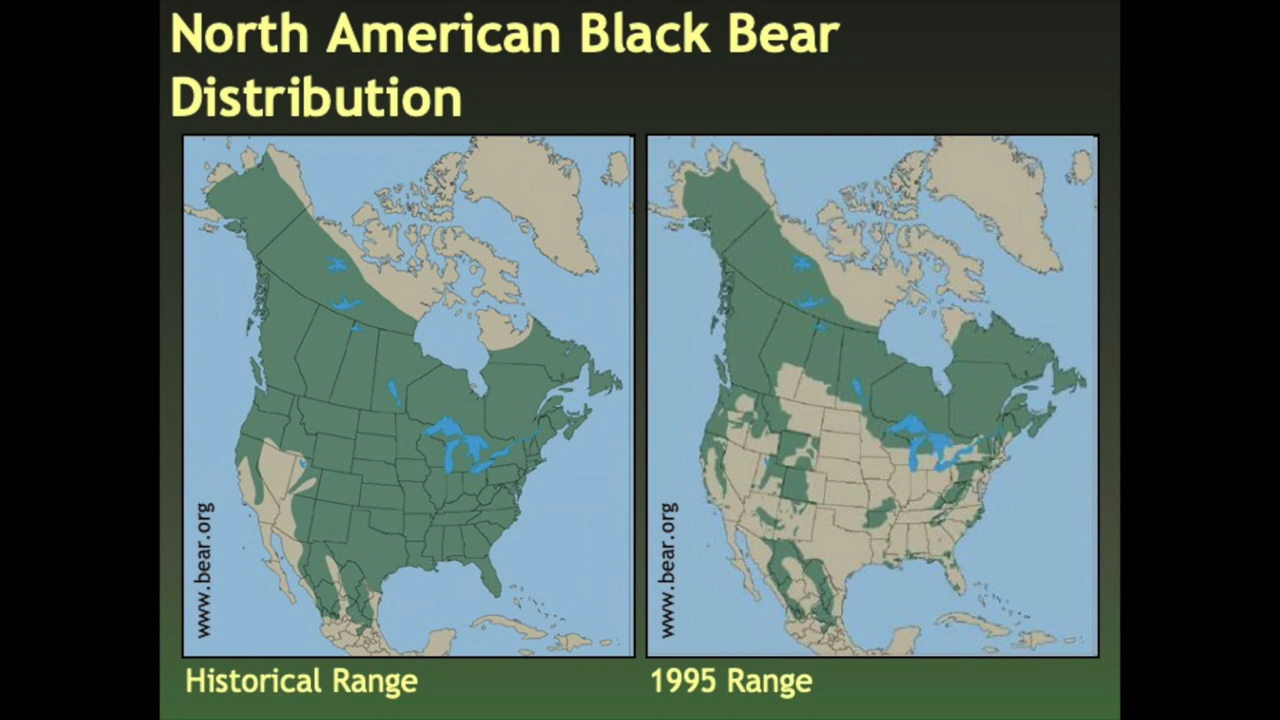 North American Black Bear
Distribution
www.bear.org
www.bear.org
Historical Range
1995 Range